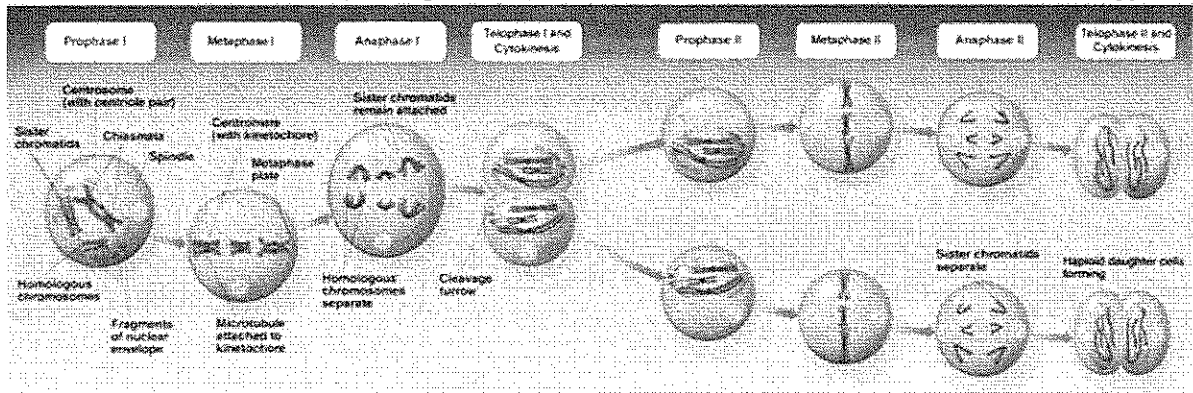 Prophase I
Metaphase I
Anaphase I
Telophase I and
Cytokinesis
Prophase II
Metaphase II
Anaphase II
Telophase II and
Cytokinesis
Centrosome
(with centriole pair)
Sister
chromatids
Chiasmata
Spindle
Centromere
(with kinetochore)
Metaphase
plate
Sister chromatids
remain attached
Homologous
chromosomes
Fragments
of nuclear
envelope
Microtubule
attached to
kinetochore
Homologous
chromosomes
separate
Cleavage
furrow
Sister chromatids
separate
Haploid daughter cells
forming